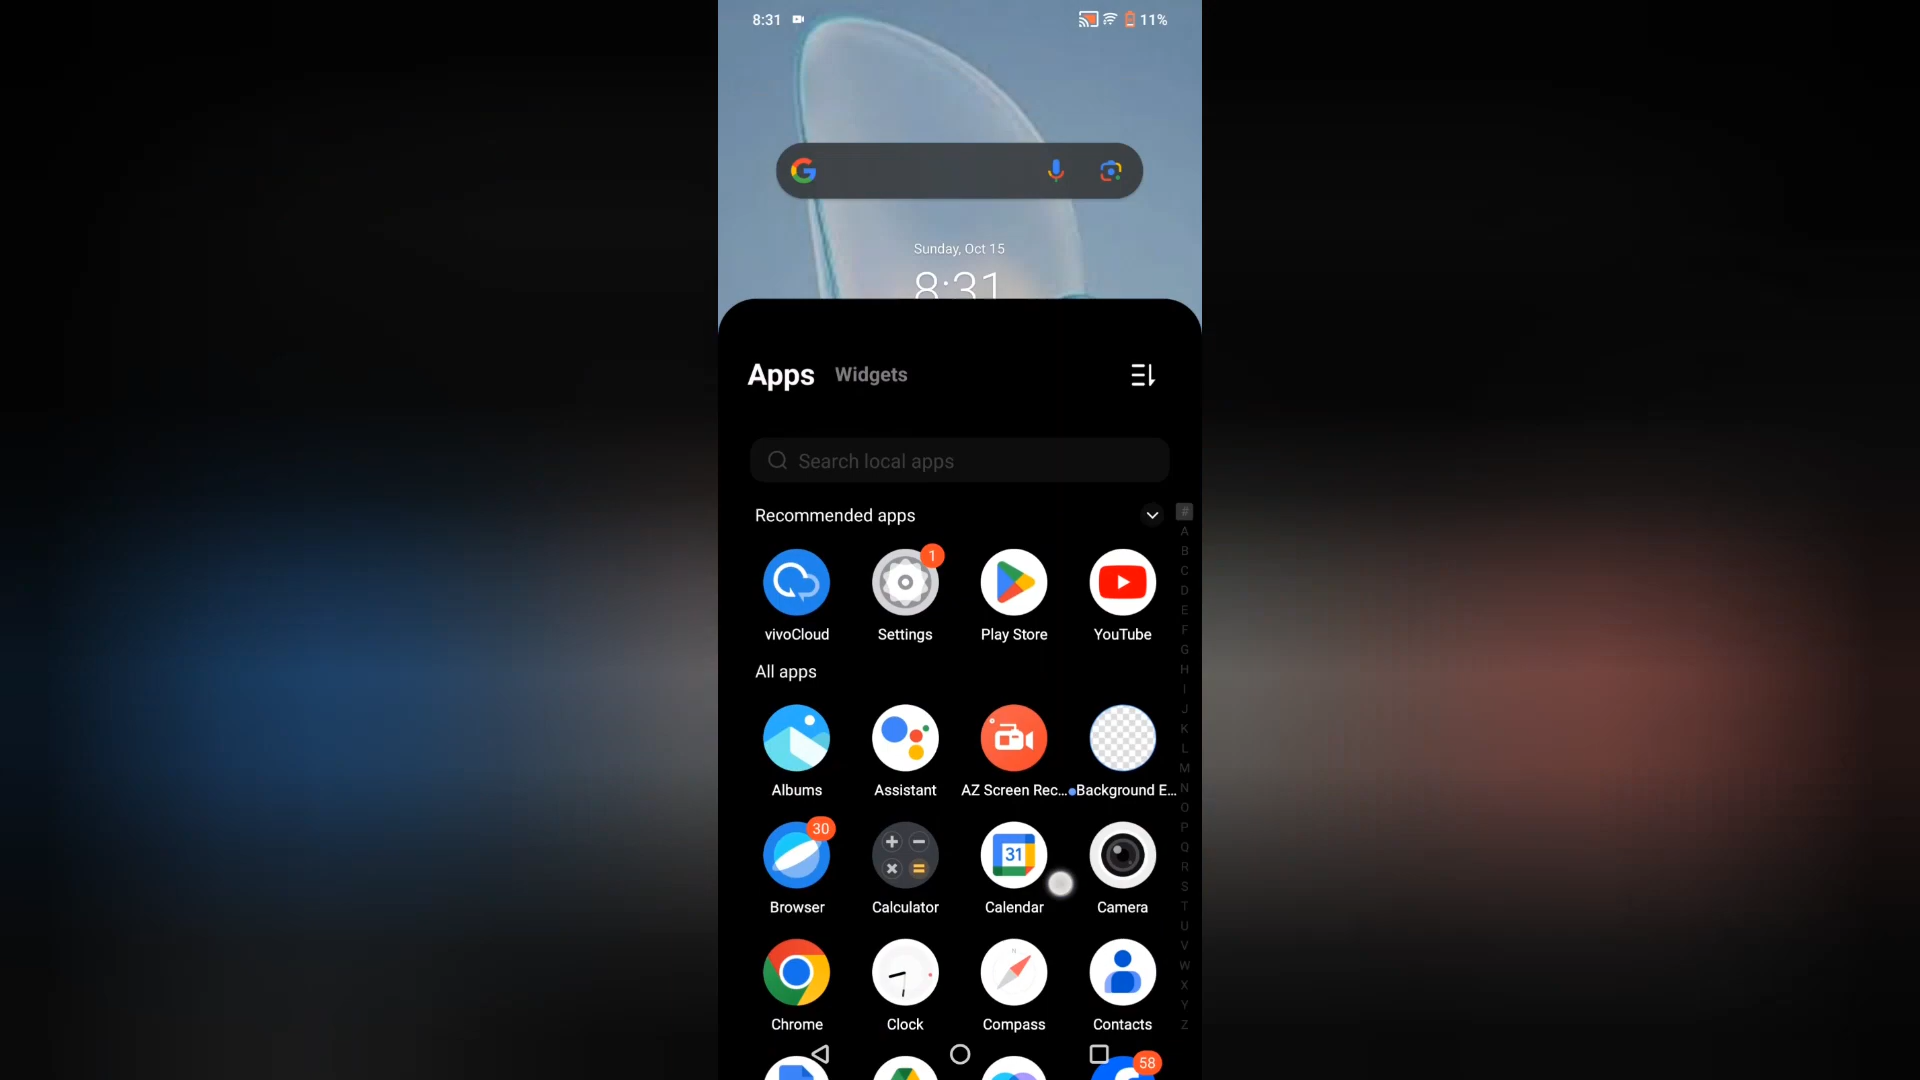 8:31
11%
Sunday, Oct 15
8:31
Apps Widgets
Search local apps
Recommended apps
#
A
B
C
D
E
F
G
H
I
J
K
L
M
N
O
P
Q
R
S
T
U
V
W
X
Y
Z
1
vivoCloud Settings Play Store YouTube
All apps
Albums Assistant AZ Screen Rec... Background E...
30
31
Browser Calculator Calendar Camera
Chrome Clock Compass Contacts
58